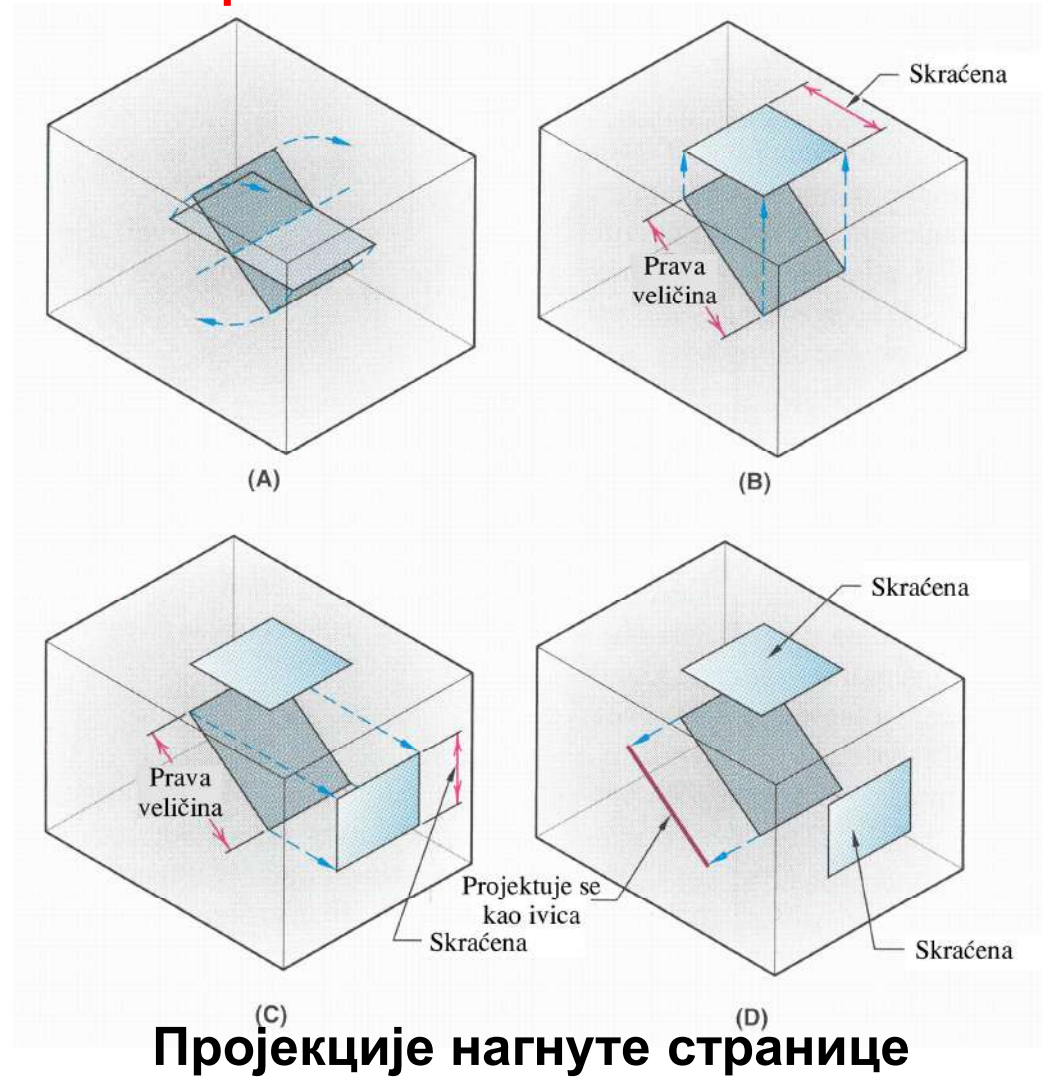 Skraćena
Prava
veličina
(A)
(B)
Skraćena
Prava
veličina
Projektuje se
kao ivica
Skraćena
Skraćena
(C)
(D)
Пројекције нагнуте странице